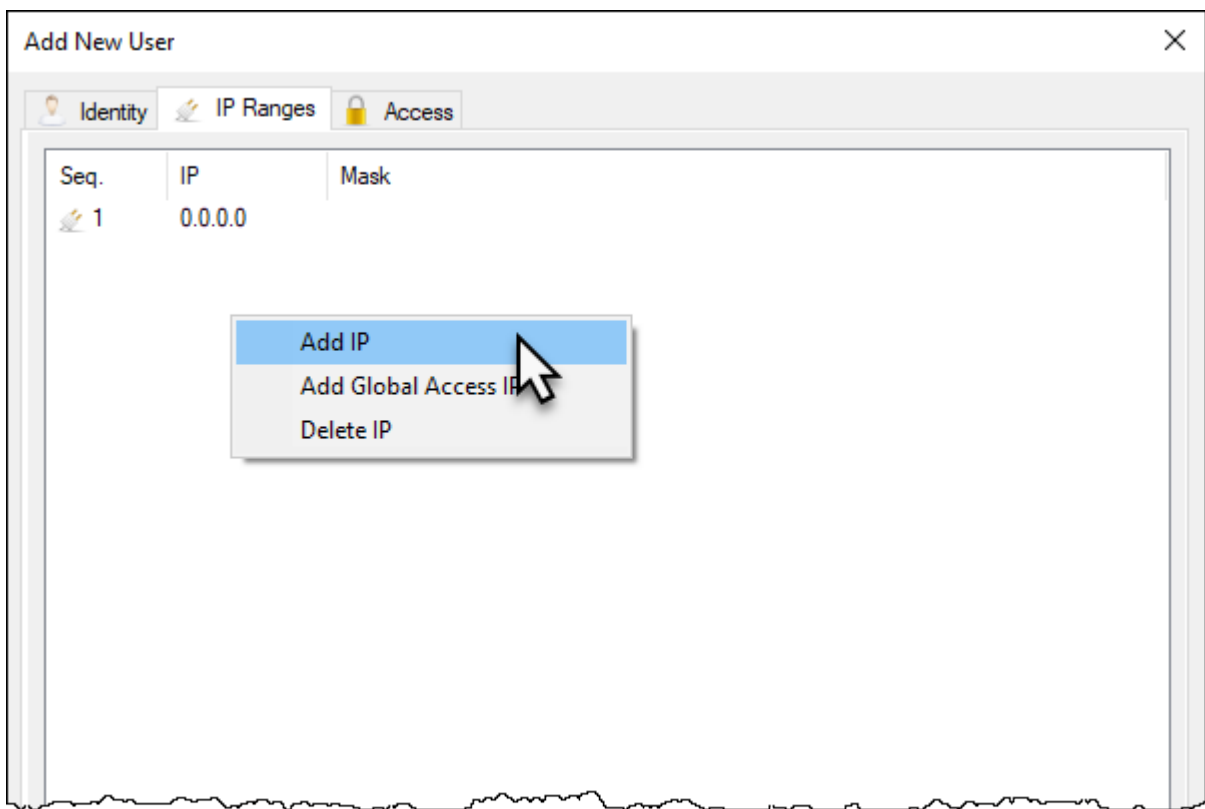 Add New User
Identity IP Ranges Access
Seq. IP Mask
1 0.0.0.0
Add IP
Add Global Access IP
Delete IP